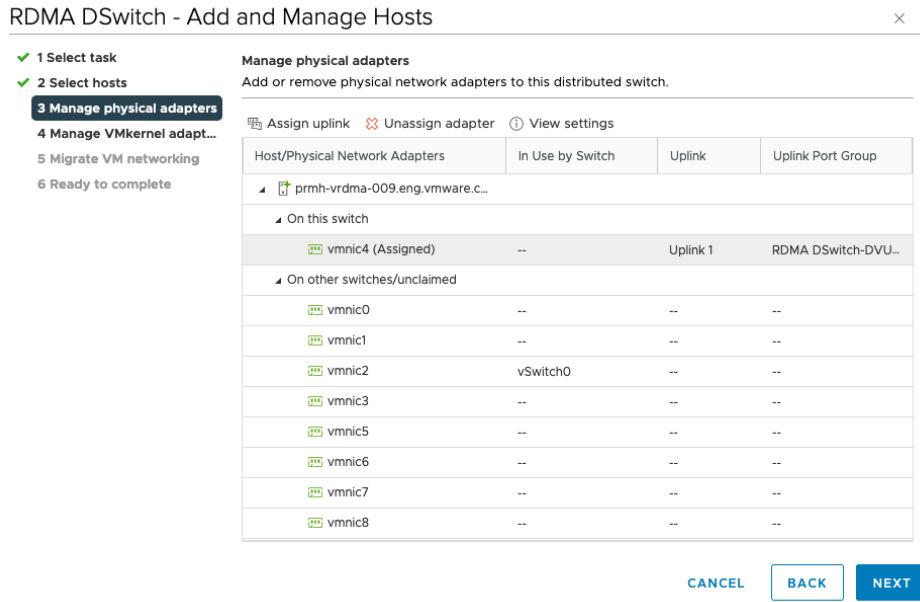 RDMA DSwitch - Add and Manage Hosts
1 Select task
2 Select hosts
3 Manage physical adapters
4 Manage VMkernel adapt...
5 Migrate VM networking
6 Ready to complete
Manage physical adapters
Add or remove physical network adapters to this distributed switch.
Assign uplink Unassign adapter View settings
Host/Physical Network Adapters In Use by Switch Uplink Uplink Port Group
prmh-vrdma-009.eng.vmware.c...
On this switch
vmnic4 (Assigned) -- Uplink 1 RDMA DSwitch-DVU...
On other switches/unclaimed
vmnic0 -- -- --
vmnic1 -- -- --
vmnic2 vSwitch0 -- --
vmnic3 -- -- --
vmnic5 -- -- --
vmnic6 -- -- --
vmnic7 -- -- --
vmnic8 -- -- --
CANCEL BACK NEXT